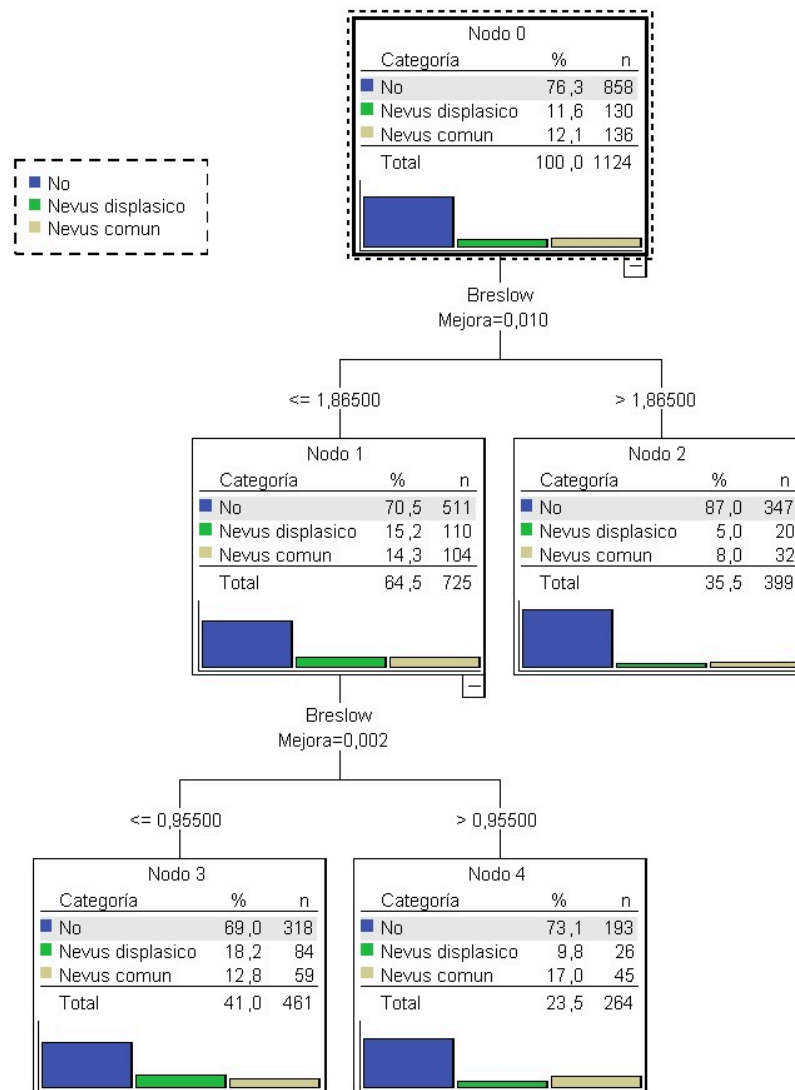 Nodo 0
Categoría % n
No 76,3 858
Nevus displasico 11,6 130
Nevus comun 12,1 136
Total 100,0 1124
No
Nevus displasico
Nevus comun
Breslow
Mejora=0,010
<= 1,86500 > 1,86500
Nodo 1
Categoría % n
No 70,5 511
Nevus displasico 15,2 110
Nevus comun 14,3 104
Total 64,5 725
Nodo 2
Categoría % n
No 87,0 347
Nevus displasico 5,0 20
Nevus comun 8,0 32
Total 35,5 399
Breslow
Mejora=0,002
<= 0,95500 > 0,95500
Nodo 3
Categoría % n
No 69,0 318
Nevus displasico 18,2 84
Nevus comun 12,8 59
Total 41,0 461
Nodo 4
Categoría % n
No 73,1 193
Nevus displasico 9,8 26
Nevus comun 17,0 45
Total 23,5 264